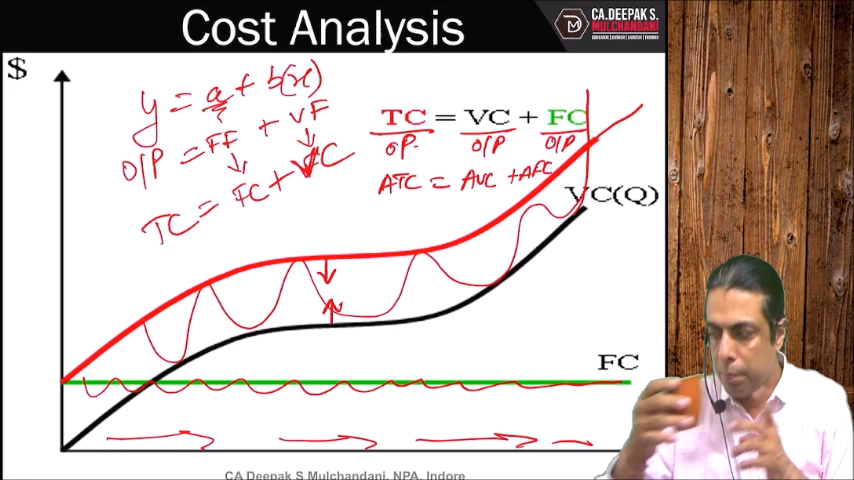 Cost Analysis
CA.DEEPAK S.
MULCHANDANI
$
y = a + b(x)
O/P = FF + VF
TC = FC + VC
TC = VC + FC
OP. O/P O/P
ATC = AVC + AFC
VC(Q)
FC
CA Deepak S Mulchandani, NPA, Indore